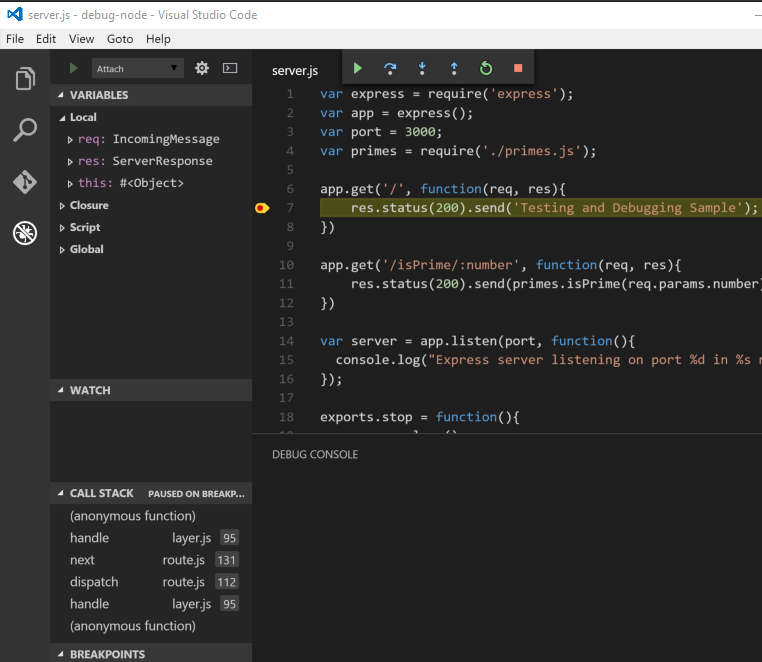 server.js - debug-node - Visual Studio Code
File Edit View Goto Help
Attach
VARIABLES
Local
req: IncomingMessage
res: ServerResponse
this: #<Object>
Closure
Script
Global
WATCH
CALL STACK PAUSED ON BREAKP...
(anonymous function)
handle layer.js 95
next route.js 131
dispatch route.js 112
handle layer.js 95
(anonymous function)
BREAKPOINTS
server.js
1 var express = require('express');
2 var app = express();
3 var port = 3000;
4 var primes = require('./primes.js');
5
6 app.get('/', function(req, res){
7 res.status(200).send('Testing and Debugging Sample');
8 })
9
10 app.get('/isPrime/:number', function(req, res){
11 res.status(200).send(primes.isPrime(req.params.number)
12 })
13
14 var server = app.listen(port, function(){
15 console.log("Express server listening on port %d in %s
16 });
17
18 exports.stop = function(){
DEBUG CONSOLE